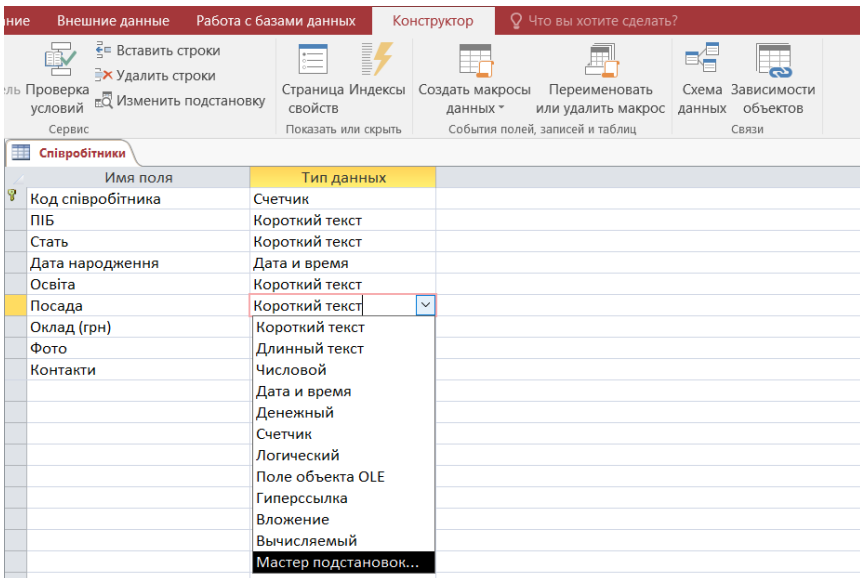 ние Внешние данные Работа с базами данных Конструктор Что вы хотите сделать?
Вставить строки
Удалить строки
Изменить подстановку
ль Проверка условий
Страница свойств
Индексы
Создать макросы данных
Переименовать или удалить макрос
Схема данных
Зависимости объектов
Сервис Показать или скрыть События полей, записей и таблиц Связи
Співробітники
Имя поля Тип данных
Код співробітника Счетчик
ПІБ Короткий текст
Стать Короткий текст
Дата народження Дата и время
Освіта Короткий текст
Посада Короткий текст
Оклад (грн) Короткий текст
Фото Длинный текст
Контакти Числовой
Дата и время
Денежный
Счетчик
Логический
Поле объекта OLE
Гиперссылка
Вложение
Вычисляемый
Мастер подстановок...